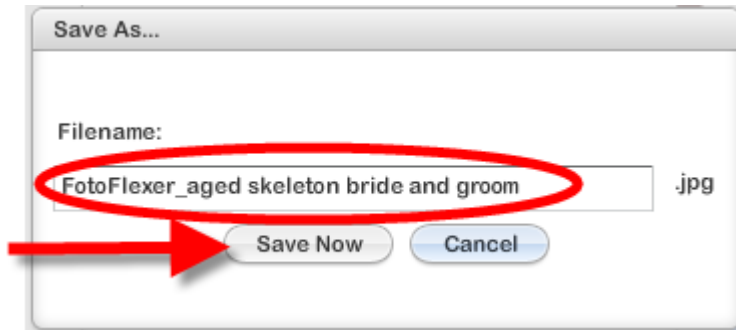 Save As...
Filename:
FotoFlexer_aged skeleton bride and groom .jpg
Save Now Cancel